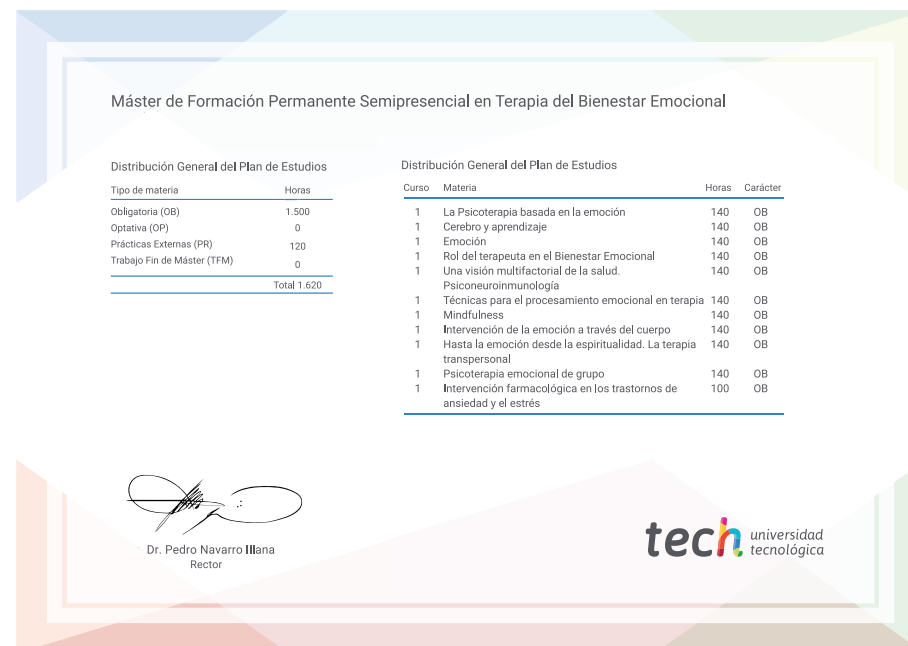 Máster de Formación Permanente Semipresencial en Terapia del Bienestar Emocional
Distribución General del Plan de Estudios
Tipo de materia Horas
Obligatoria (OB) 1.500
Optativa (OP) 0
Prácticas Externas (PR) 120
Trabajo Fin de Máster (TFM) 0
Total 1.620
Distribución General del Plan de Estudios
Curso Materia Horas Carácter
1 La Psicoterapia basada en la emoción 140 OB
1 Cerebro y aprendizaje 140 OB
1 Emoción 140 OB
1 Rol del terapeuta en el Bienestar Emocional 140 OB
1 Una visión multifactorial de la salud. 140 OB
Psiconeuroinmunología
1 Técnicas para el procesamiento emocional en terapia 140 OB
1 Mindfulness 140 OB
1 Intervención de la emoción a través del cuerpo 140 OB
1 Hasta la emoción desde la espiritualidad. La terapia 140 OB
transpersonal
1 Psicoterapia emocional de grupo 140 OB
1 Intervención farmacológica en los trastornos de 100 OB
ansiedad y el estrés
Dr. Pedro Navarro Illana
Rector
tech universidad
tecnológica